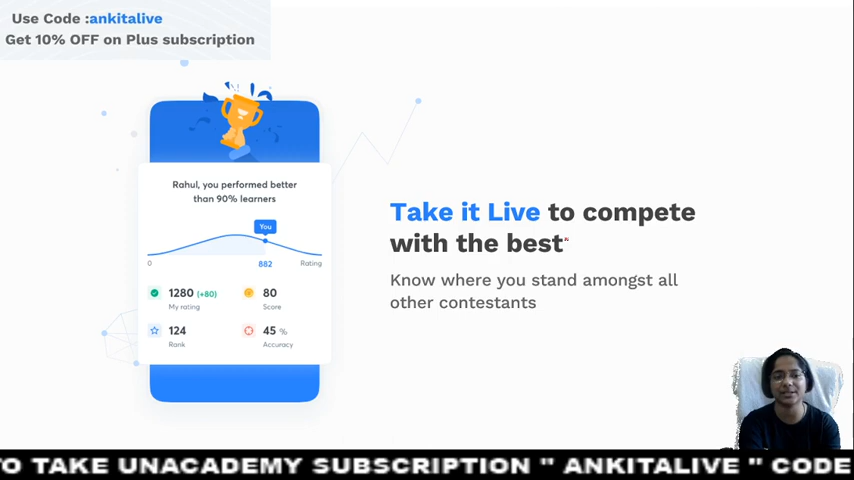 Use Code :ankitalive
Get 10% OFF on Plus subscription
Rahul, you performed better
than 90% learners
You
0
882
Rating
1280 (+80)
My rating
80
Score
124
Rank
45 %
Accuracy
Take it Live to compete
with the best
Know where you stand amongst all
other contestants
TO TAKE UNACADEMY SUBSCRIPTION " ANKITALIVE " CODE